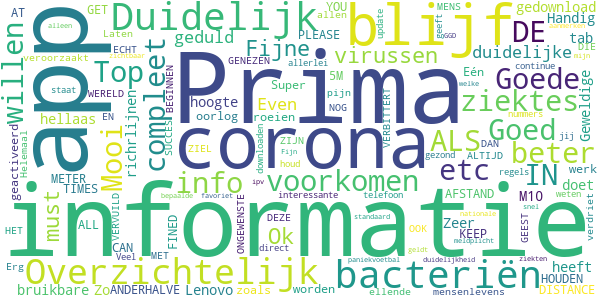 AT alleen GET
Duidelijk
blijf
YOU allen PLEASE
update
MENS geeft GGD
gedownload
Handig
DIE mijn
Willen
app
veroorzaakt
Laten
ECHT
geduld
Fijne
virussen
duidelijke
DE
tab
staat
Top
compleet
Prima
GENEZEN
allerlei
Super
5M
pijn
Eén
continue
Goede
welke
Geweldige
WERELD
BEGINNEN
hoogte
Even
NOG
ziektes
nummers
hellaas
EN
SUCCES
oorlog
roeien
VERBITTERT
geactiveerd
Helemaal
Mooi
richrlijnen
corona
ALS
Goed
DAN
jij
METER
ZIEL
downloaden
ZIJN
Fijn
houd
ALTIJD
gezond
beter
regels
werk
TIMES
info
voorkomen
etc
IN
weten
must
VERVUILD
ipv
bepaalde
favoriet
interessante
telefoon
AFSTAND
M10
doet
verdriet
HET
informatie
ALL
CAN
FINED
Ok
ONGEWENSTE
DEZE
direct
standaard
OOK
Zeer
KEEP
GEEST
nationale
meldplicht
geldt
snel
Erg
Overzichtelijk
Veel
MET
bacteriën
paniekvoetbal
duidelijkheid
ziekten
HOUDEN
heeft
bruikbare
Zo
ANDERHALVE
Lenovo
zoals
worden
ellende
mensenlevens
DISTANCE